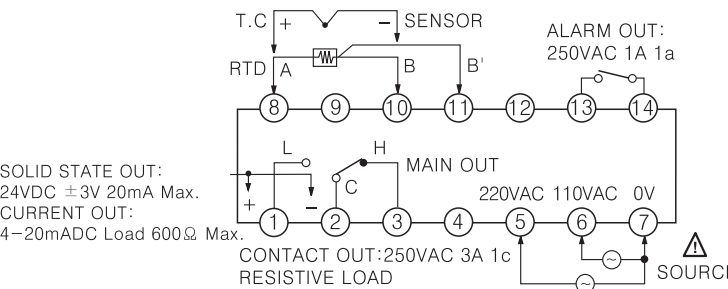 T.C + − SENSOR
RTD A B B'
ALARM OUT:
250VAC 1A 1a
8 9 10 11 12 13 14
L H
MAIN OUT
C
SOLID STATE OUT:
24VDC ±3V 20mA Max.
CURRENT OUT:
4−20mADC Load 600Ω Max.
+ −
220VAC 110VAC 0V
1 2 3 4 5 6 7
CONTACT OUT:250VAC 3A 1c
RESISTIVE LOAD
~
~
! SOURCE